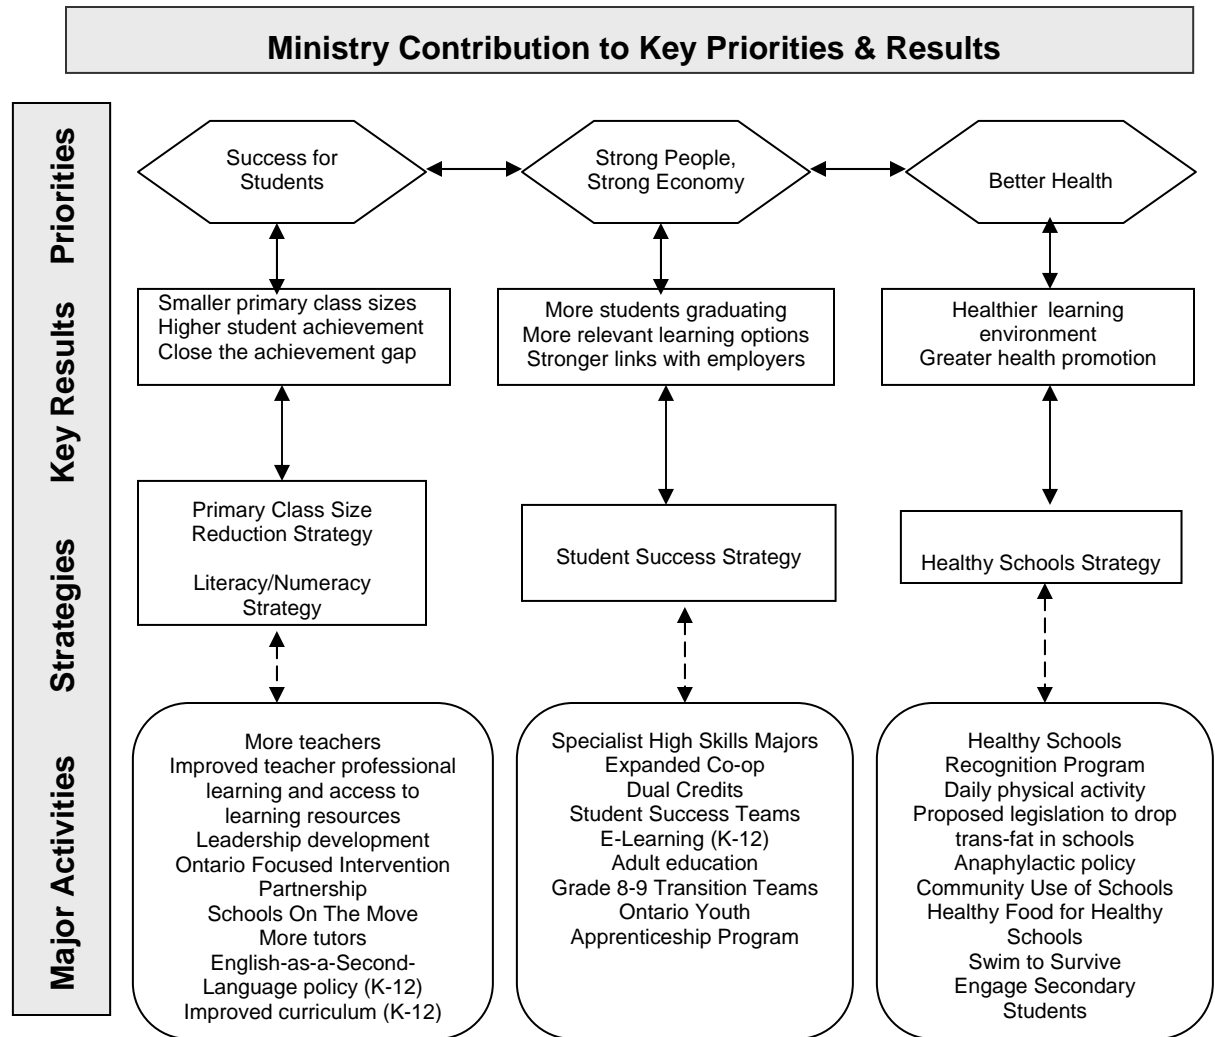 Ministry Contribution to Key Priorities & Results
Priorities
Success for
Students
Strong People,
Strong Economy
Better Health
Key Results
Smaller primary class sizes
Higher student achievement
Close the achievement gap
More students graduating
More relevant learning options
Stronger links with employers
Healthier learning
environment
Greater health promotion
Strategies
Primary Class Size
Reduction Strategy
Literacy/Numeracy
Strategy
Student Success Strategy
Healthy Schools Strategy
Major Activities
More teachers
Improved teacher professional
learning and access to
learning resources
Leadership development
Ontario Focused Intervention
Partnership
Schools On The Move
More tutors
English-as-a-Second-
Language policy (K-12)
Improved curriculum (K-12)
Specialist High Skills Majors
Expanded Co-op
Dual Credits
Student Success Teams
E-Learning (K-12)
Adult education
Grade 8-9 Transition Teams
Ontario Youth
Apprenticeship Program
Healthy Schools
Recognition Program
Daily physical activity
Proposed legislation to drop
trans-fat in schools
Anaphylactic policy
Community Use of Schools
Healthy Food for Healthy
Schools
Swim to Survive
Engage Secondary
Students